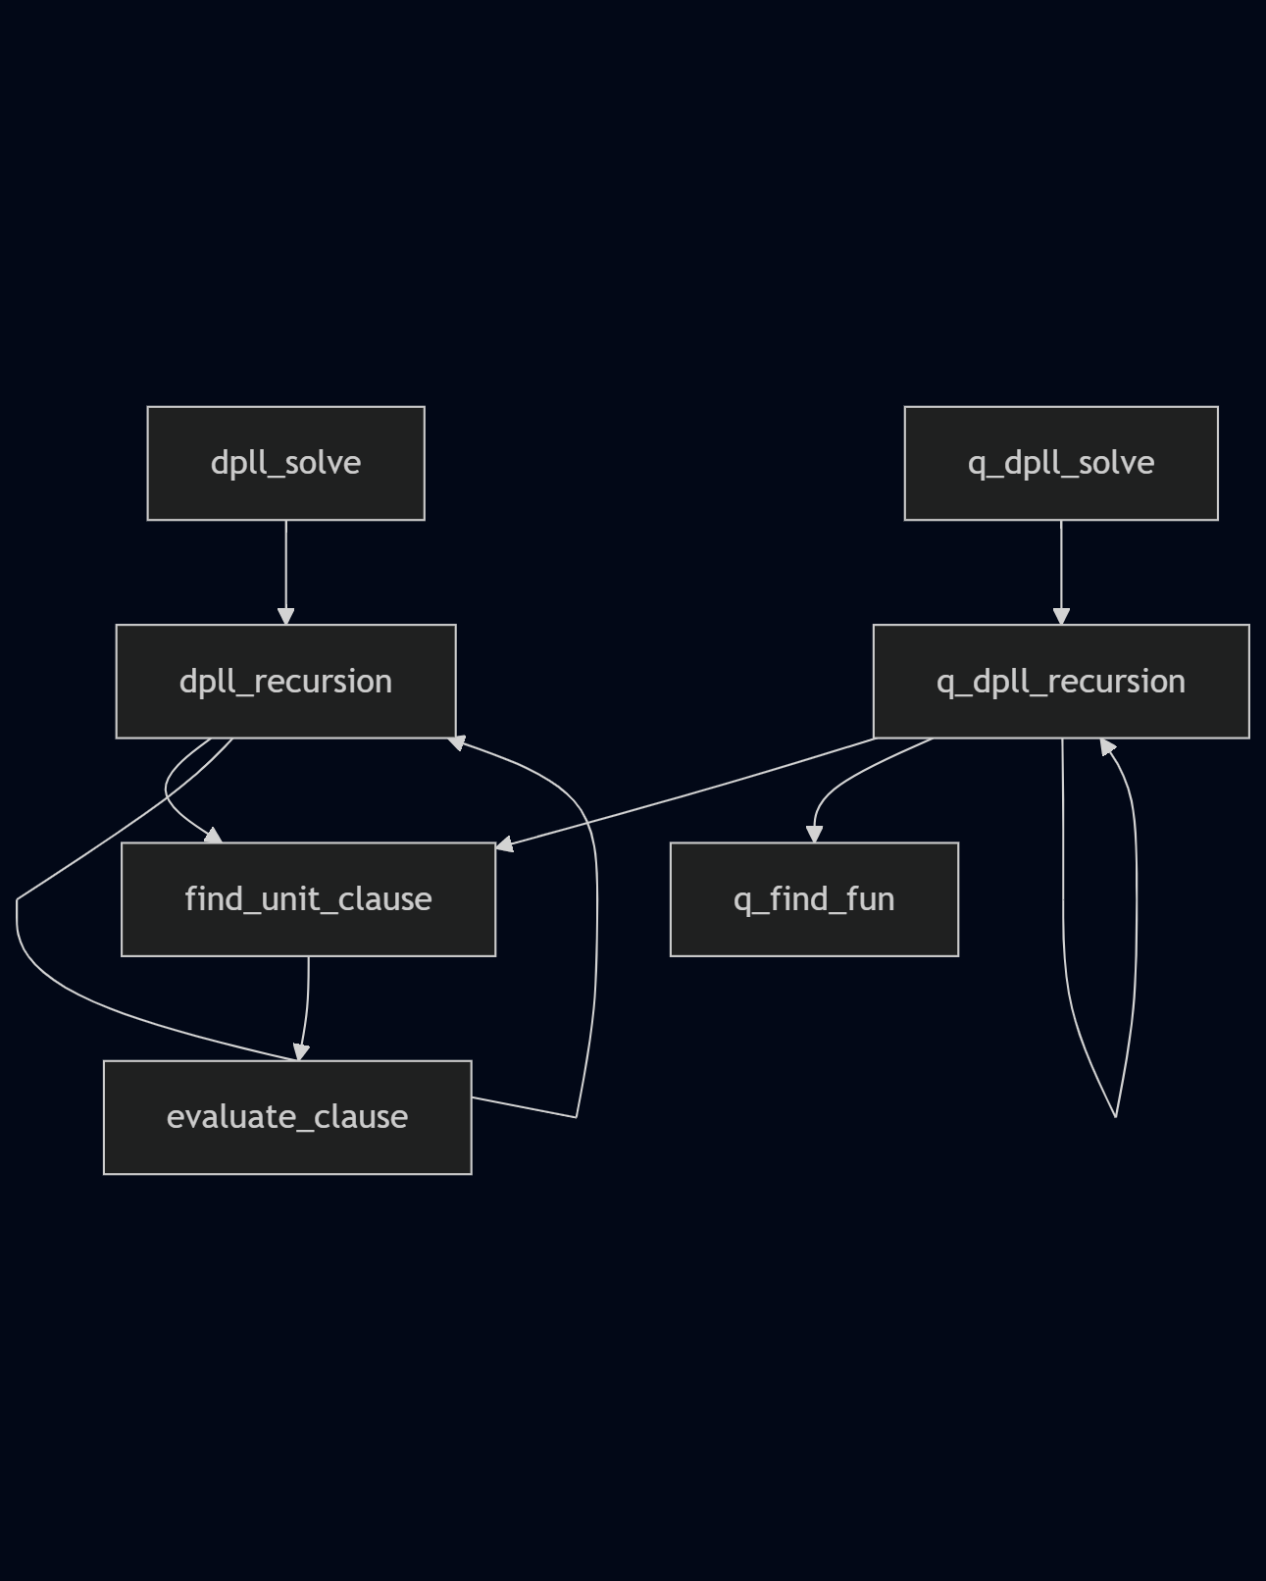 dpll_solve
q_dpll_solve
dpll_recursion
q_dpll_recursion
find_unit_clause
q_find_fun
evaluate_clause